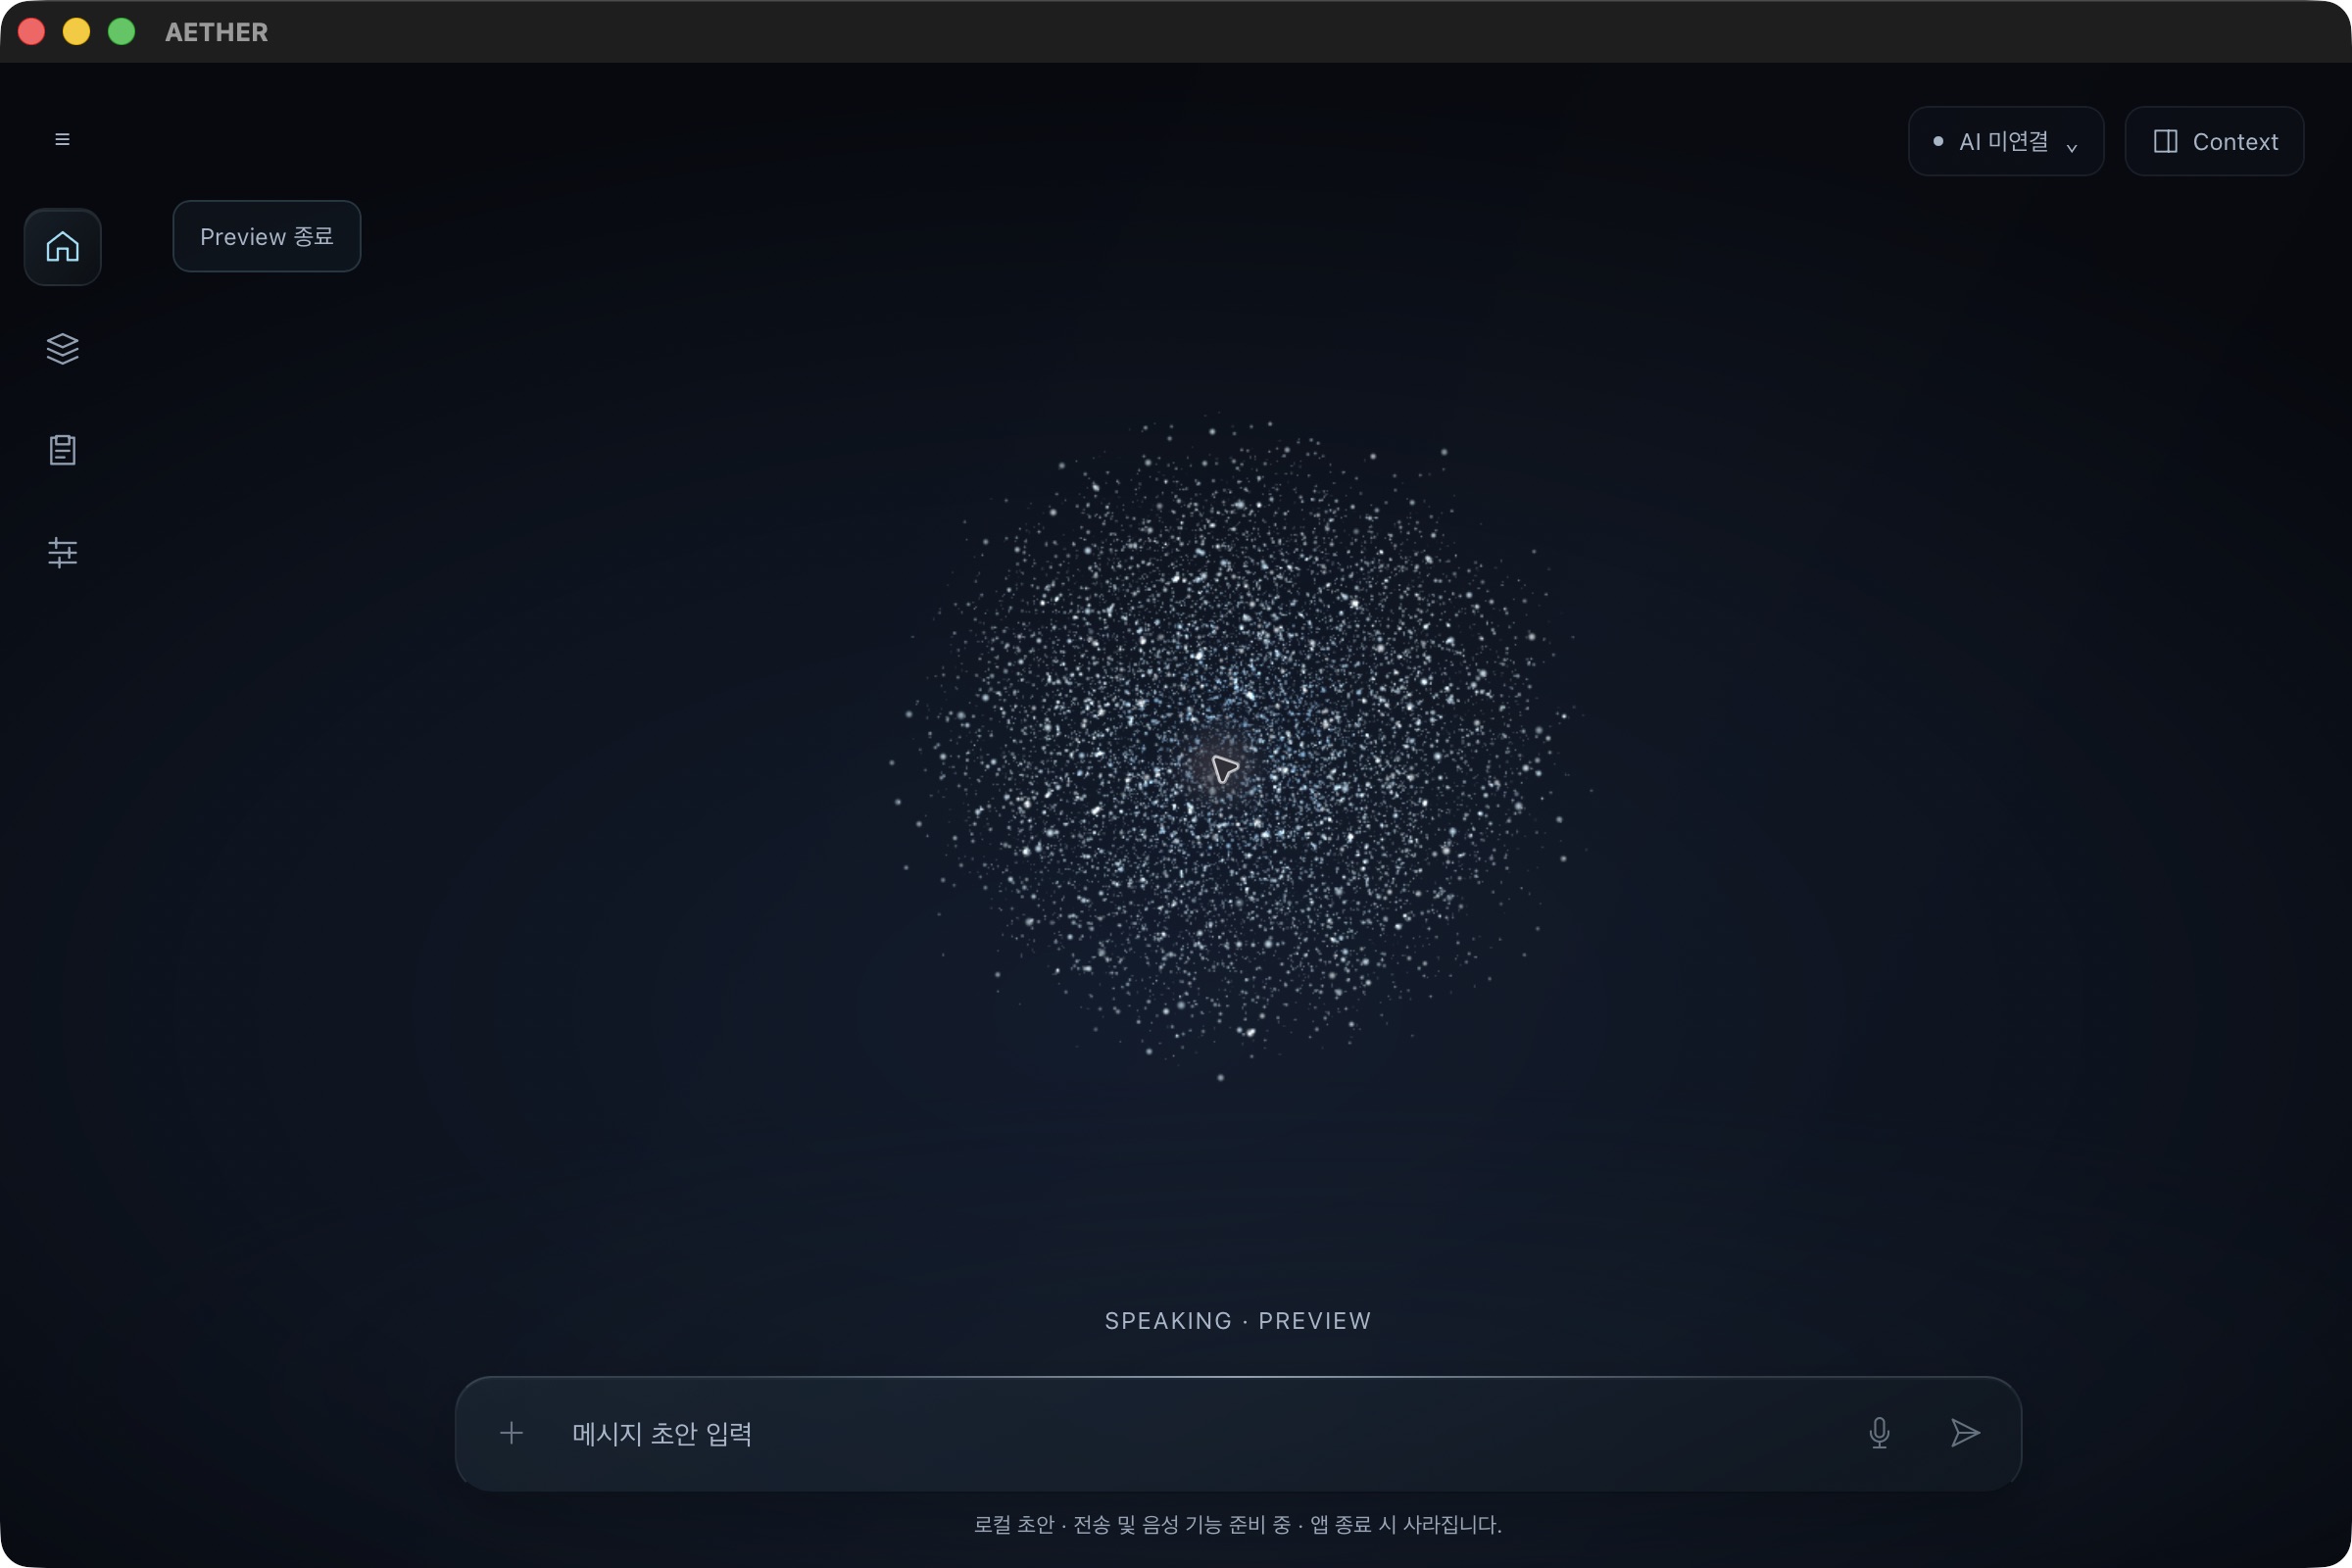 AETHER
AI 미연결
Context
Preview 종료
SPEAKING · PREVIEW
메시지 초안 입력
로컬 초안 · 전송 및 음성 기능 준비 중 · 앱 종료 시 사라집니다.